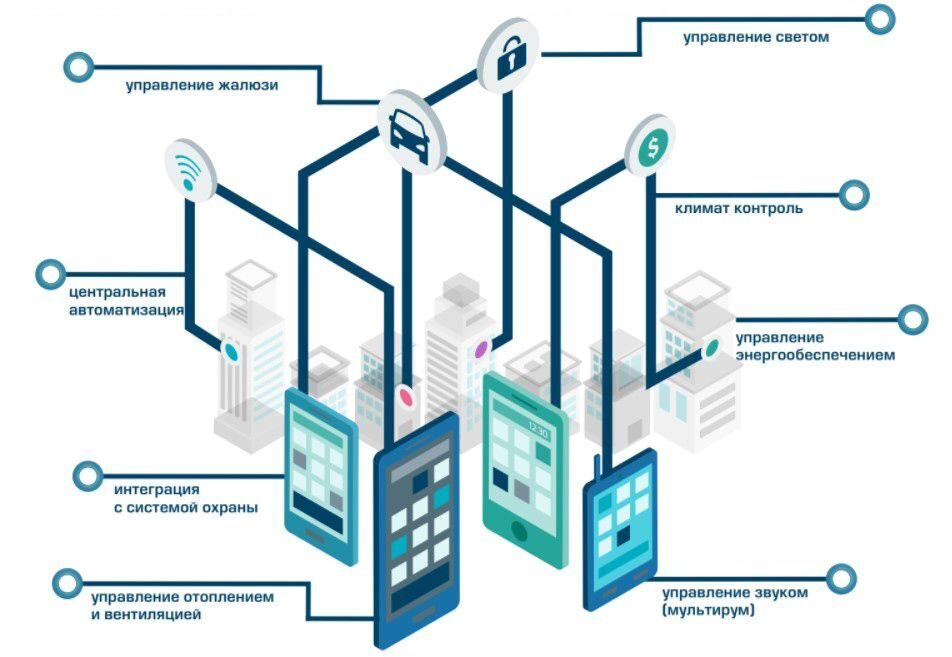 управление светом
управление жалюзи
$
климат контроль
центральная
автоматизация
управление
энергообеспечением
12:30
интеграция
с системой охраны
управление отоплением
и вентиляцией
управление звуком
(мультирум)